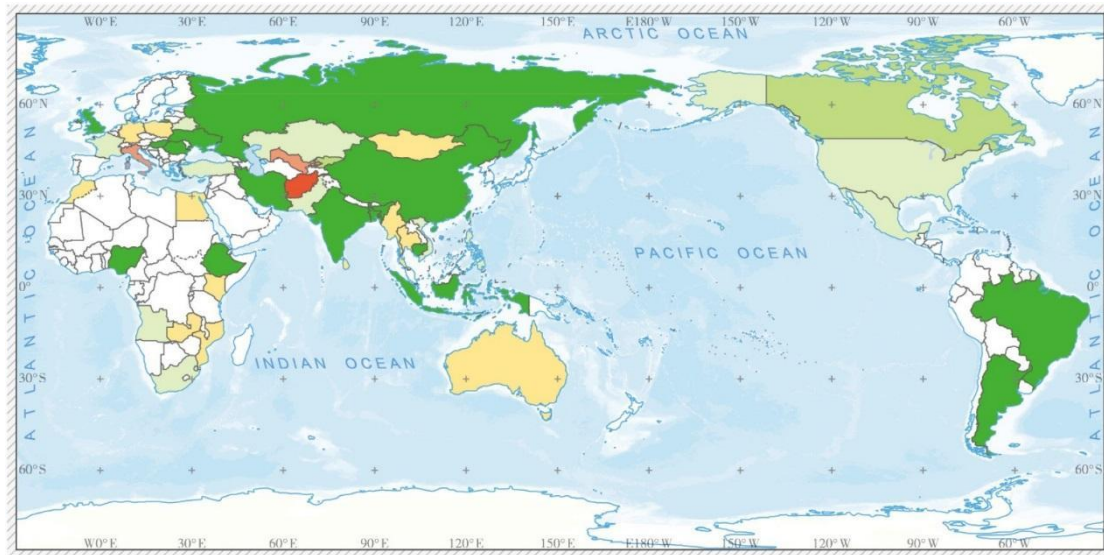 W0°E 30°E 60°E 90°E 120°E 150°E E180°W 150°W 120°W 90°W 60°W
ARCTIC OCEAN
60°N 60°N
30°N 30°N
PACIFIC OCEAN
0° 0°
INDIAN OCEAN
30°S 30°S
60°S 60°S
ATLANTIC OCEAN
ATLANTIC OCEAN
W0°E 30°E 60°E 90°E 120°E 150°E E180°W 150°W 120°W 90°W 60°W